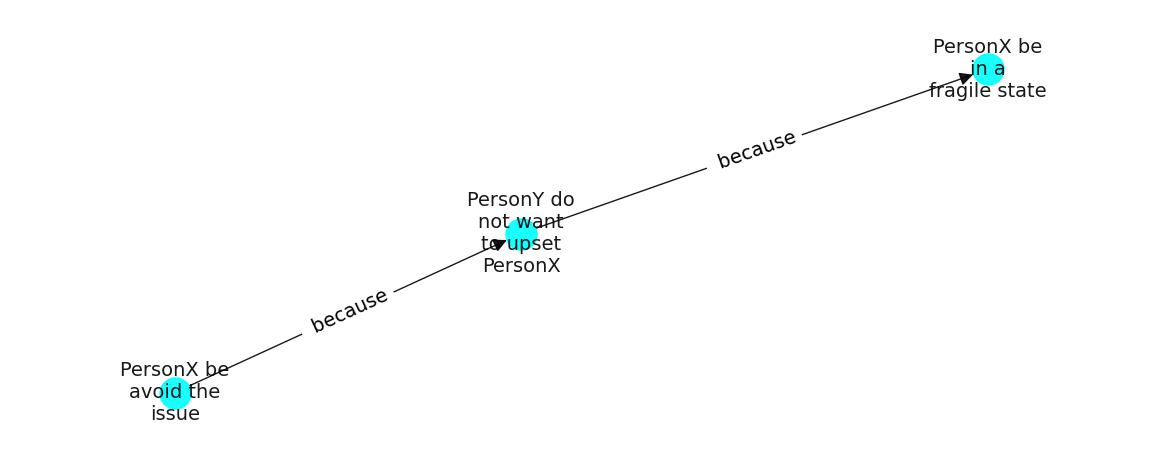 PersonX be
in a
fragile state
because
PersonY do
not want
to upset
PersonX
because
PersonX be
avoid the
issue